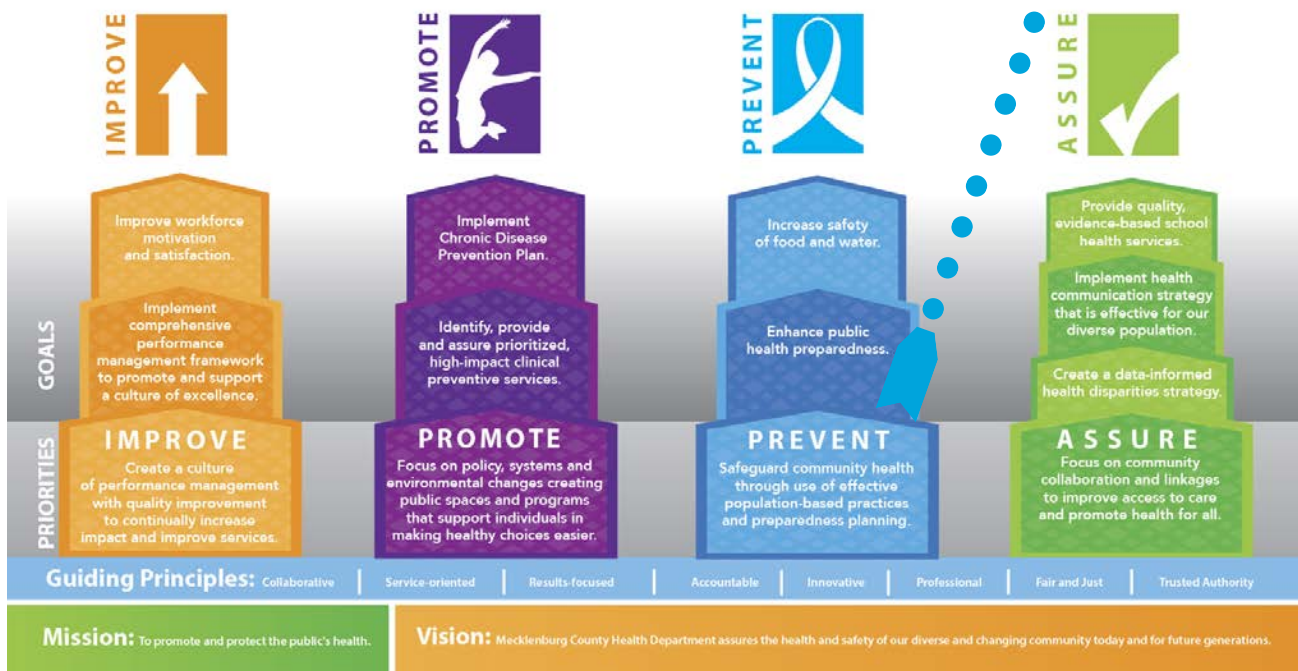 IMPROVE
PROMOTE
PREVENT
ASSURE
GOALS
Improve workforce
motivation
and satisfaction.
Implement
comprehensive
performance
management framework
to promote and support
a culture of excellence.
Implement
Chronic Disease
Prevention Plan.
Identify, provide
and assure prioritized,
high-impact clinical
preventive services.
Increase safety
of food and water.
Enhance public
health preparedness.
Provide quality,
evidence-based school
health services.
Implement health
communication strategy
that is effective for our
diverse population.
Create a data-informed
health disparities strategy.
PRIORITIES
IMPROVE
Create a culture
of performance management
with quality improvement
to continually increase
impact and improve services.
PROMOTE
Focus on policy, systems and
environmental changes creating
public spaces and programs
that support individuals in
making healthy choices easier.
PREVENT
Safeguard community health
through use of effective
population-based practices
and preparedness planning.
ASSURE
Focus on community
collaboration and linkages
to improve access to care
and promote health for all.
Guiding Principles: Collaborative | Service-oriented | Results-focused | Accountable | Innovative | Professional | Fair and Just | Trusted Authority
Mission: To promote and protect the public's health.
Vision: Mecklenburg County Health Department assures the health and safety of our diverse and changing community today and for future generations.